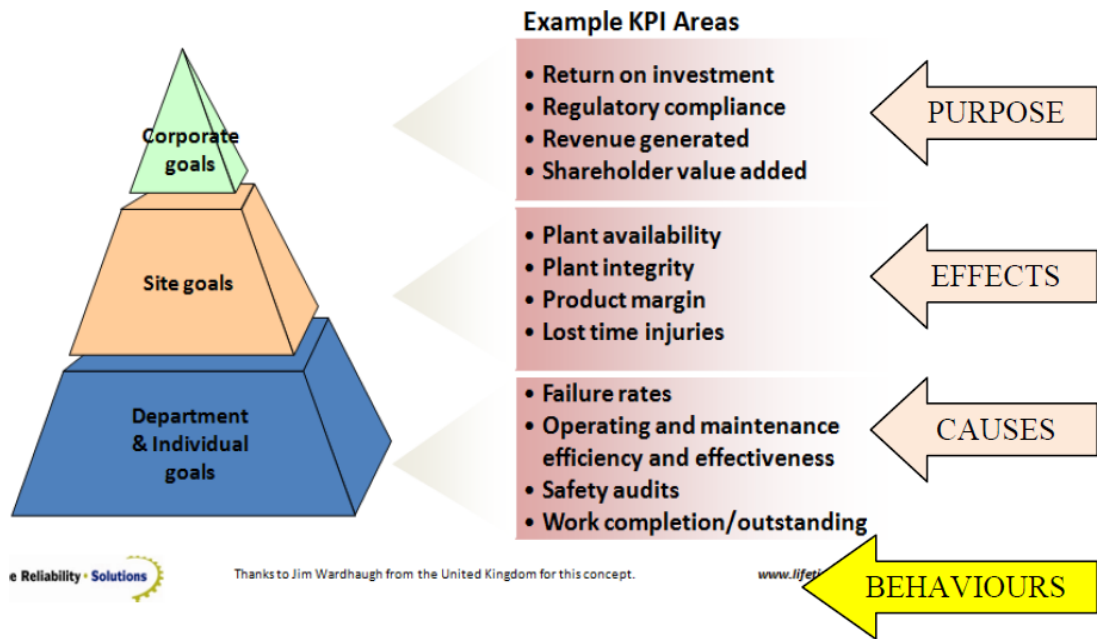 Example KPI Areas
Corporate
goals
• Return on investment
• Regulatory compliance
• Revenue generated
• Shareholder value added
PURPOSE
Site goals
• Plant availability
• Plant integrity
• Product margin
• Lost time injuries
EFFECTS
Department
& Individual
goals
• Failure rates
• Operating and maintenance
efficiency and effectiveness
• Safety audits
• Work completion/outstanding
CAUSES
e Reliability • Solutions
Thanks to Jim Wardhaugh from the United Kingdom for this concept.
BEHAVIOURS